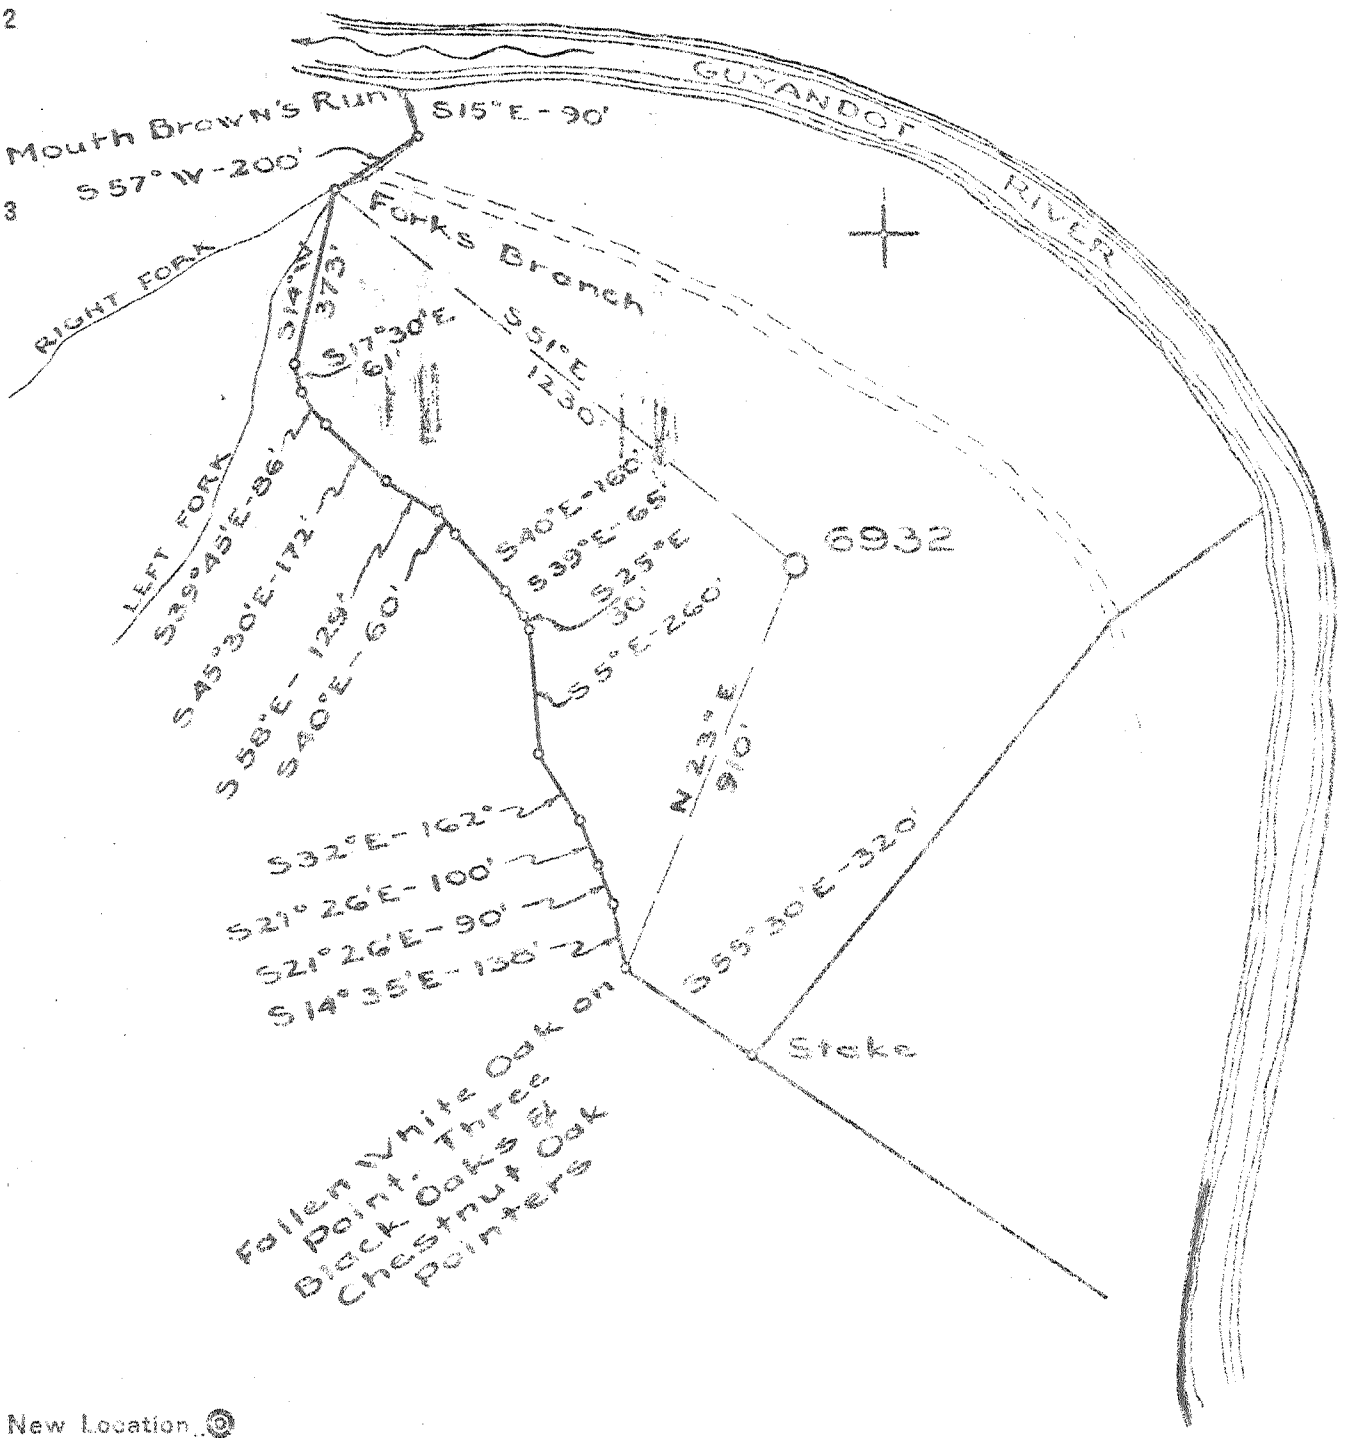 2
GUYANDOT
RIVER
Mouth Brown's Run
S15°E-90'
S57°W-200'
3
Forks Branch
RIGHT FORK
S14°W
373'
S17°30'E
61'
S51°E
1230'
LEFT FORK
S39°45'E-86'
S45°30'E-172'
S58°E-129'
S40°E-60'
S40°E-160'
S39°E-65'
S25°E
30'
S5°E-260'
6932
N23°E
910'
S32°E-162°
S21°26'E-100'
S21°26'E-90'
S14°35'E-130'
30'E-320'
Stake
Fallen White Oak on
Point. Three
Black Oaks &
Chestnut Oak
Pointers
New Location